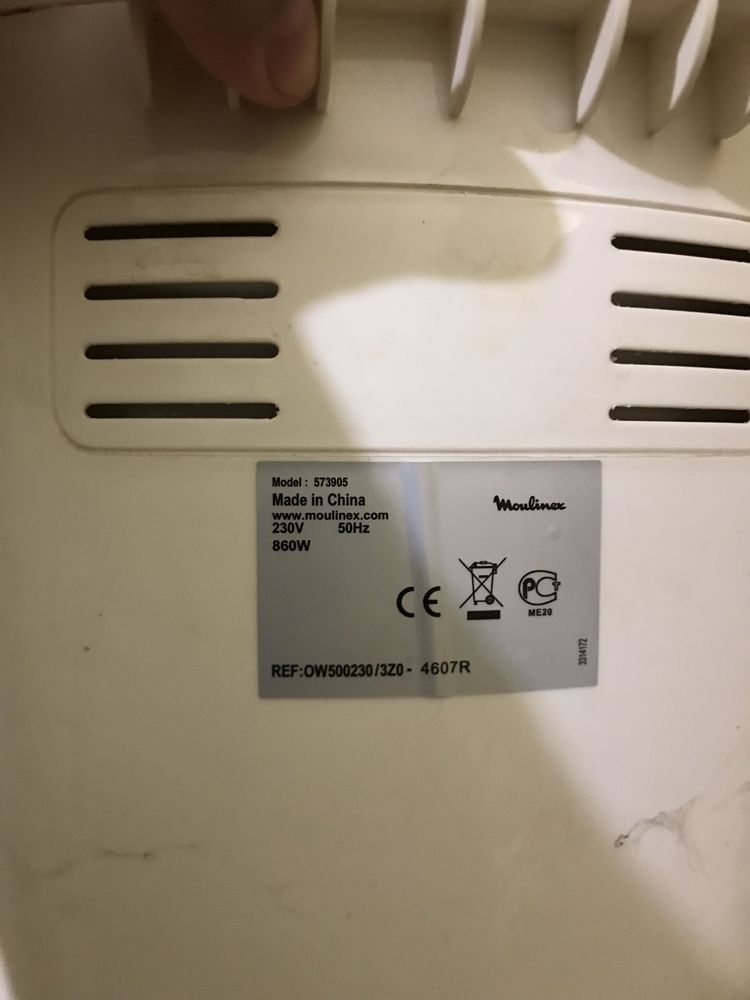 Model : 573905
Made in China
www.moulinex.com
230V 50Hz
860W
Moulinex
CE
PCT
ME20
REF:OW500230/3Z0 - 4607R
3314172